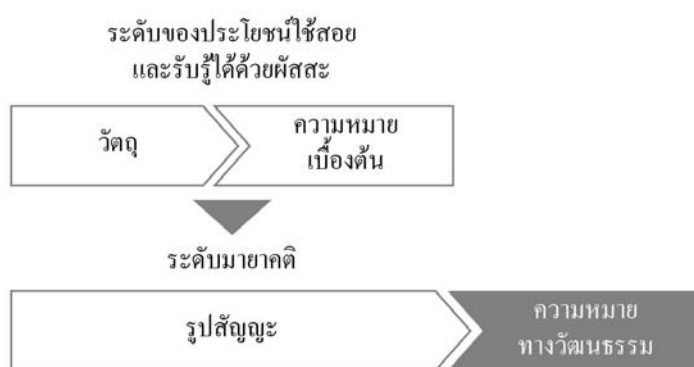 ระดับของประโยชน์ใช้สอย
และรับรู้ได้ด้วยผัสสะ
วัตถุ
ความหมาย
เบื้องต้น
ระดับมายาคติ
รูปสัญญะ
ความหมาย
ทางวัฒนธรรม